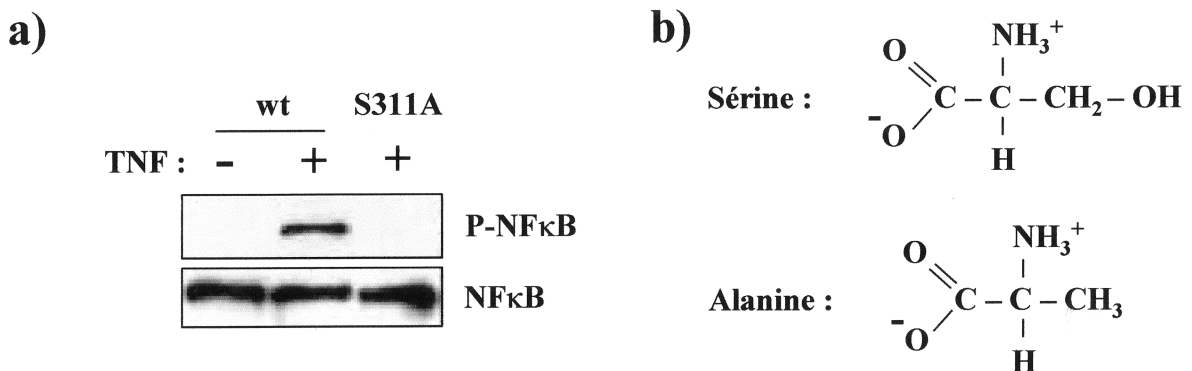 a)
wt S311A
TNF : - + +
P-NFκB
NFκB
b)
Sérine :
NH3+
O
C - C - CH2 - OH
-O
H
Alanine :
NH3+
O
C - C - CH3
-O
H